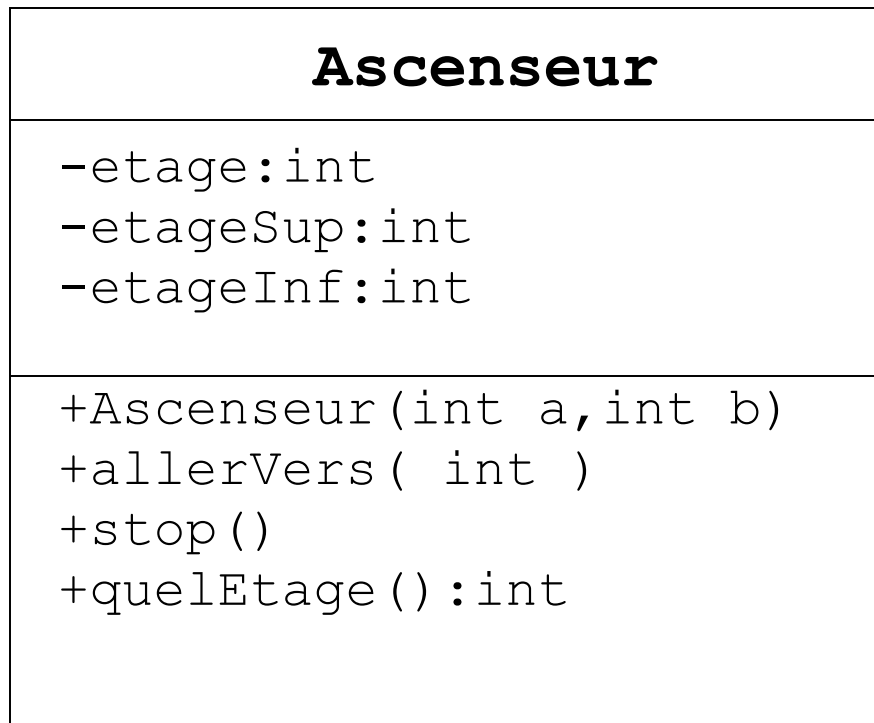 Ascenseur
-etage:int
-etageSup:int
-etageInf:int
+Ascenseur(int a,int b)
+allerVers( int )
+stop()
+quelEtage():int